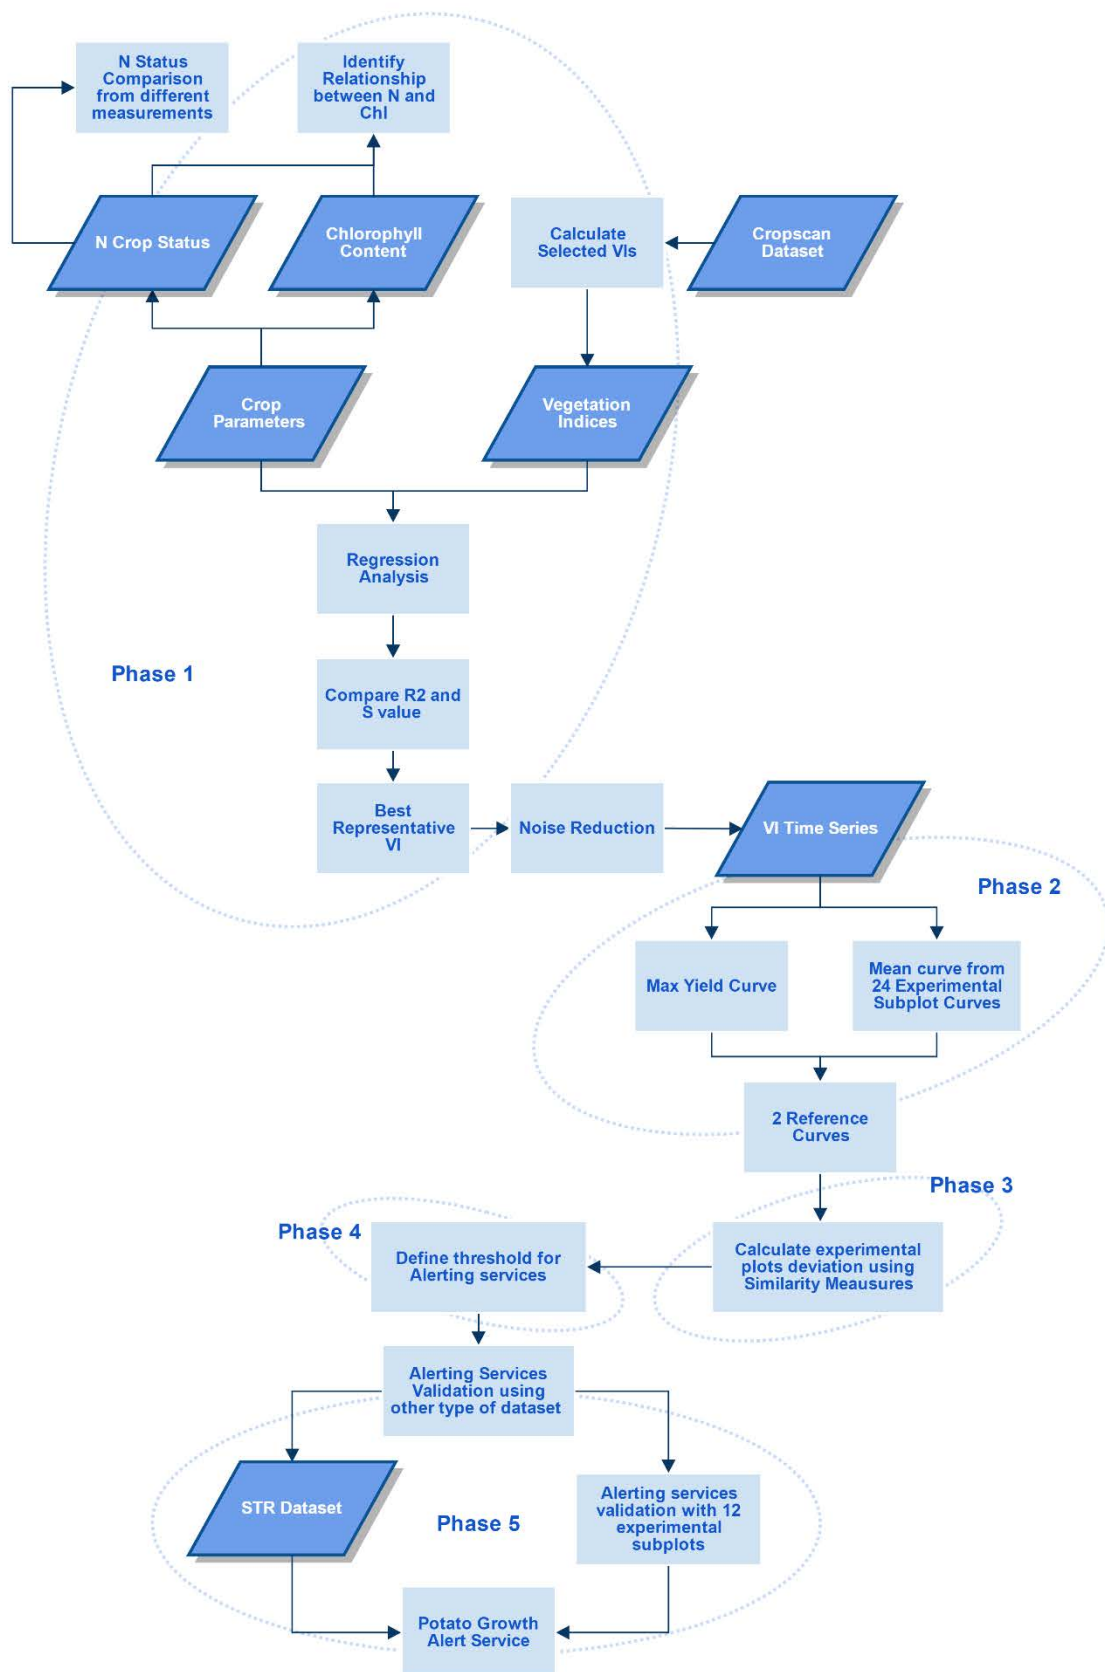 N Status
Comparison
from different
measurements
Identify
Relationship
between N and
Chl
N Crop Status
Chlorophyll
Content
Calculate
Selected VIs
Cropscan
Dataset
Crop
Parameters
Vegetation
Indices
Regression
Analysis
Phase 1
Compare R2 and
S value
Best
Representative
VI
Noise Reduction
VI Time Series
Phase 2
Max Yield Curve
Mean curve from
24 Experimental
Subplot Curves
2 Reference
Curves
Phase 3
Phase 4
Define threshold for
Alerting services
Calculate experimental
plots deviation using
Similarity Meausures
Alerting Services
Validation using
other type of dataset
STR Dataset
Phase 5
Alerting services
validation with 12
experimental
subplots
Potato Growth
Alert Service